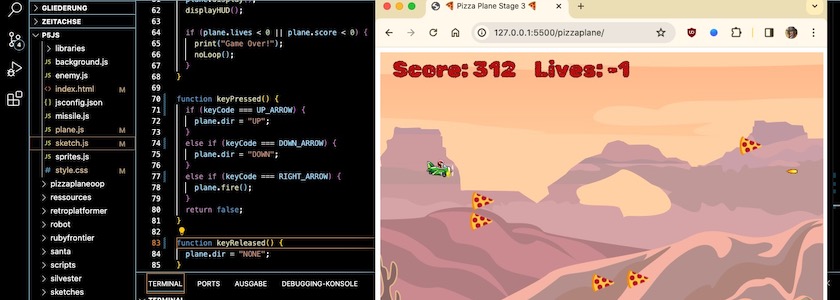 GLIEDERUNG
ZEITACHSE
P5JS
libraries
background.js
enemy.js
index.html M
jsconfig.json
missile.js
plane.js M
sketch.js M
sprites.js
style.css M
pizzaplaneoop
ressources
retroplatformer
robot
rubyfrontier
santa
scripts
silvester
sketches
62 displayHUD();
63
64 if (plane.lives < 0 || plane.score < 0) {
65 print("Game Over!");
66 noLoop();
67 }
68 }
69
70 function keyPressed() {
71 if (keyCode === UP_ARROW) {
72 plane.dir = "UP";
73 }
74 else if (keyCode === DOWN_ARROW) {
75 plane.dir = "DOWN";
76 }
77 else if (keyCode === RIGHT_ARROW) {
78 plane.fire();
79 }
80 return false;
81 }
82
83 function keyReleased() {
84 plane.dir = "NONE";
85 }
TERMINAL PORTS AUSGABE DEBUGGING-KONSOLE
Pizza Plane Stage 3
127.0.0.1:5500/pizzaplane/
Score: 312 Lives: -1